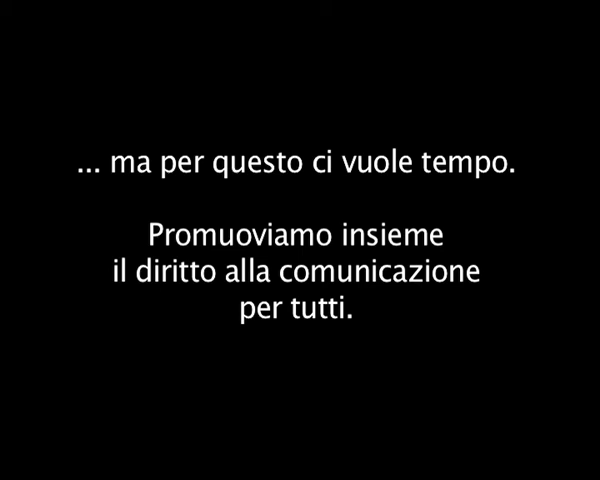 ... ma per questo ci vuole tempo.
Promuoviamo insieme
il diritto alla comunicazione
per tutti.